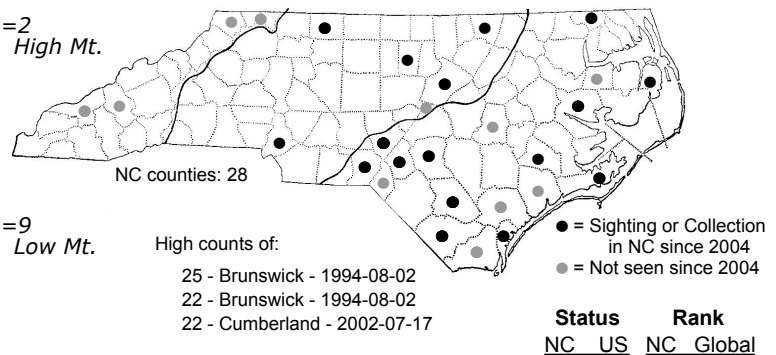 =2
High Mt.
NC counties: 28
=9
Low Mt.
High counts of:
25 - Brunswick - 1994-08-02
22 - Brunswick - 1994-08-02
22 - Cumberland - 2002-07-17
● = Sighting or Collection
in NC since 2004
● = Not seen since 2004
Status Rank
NC US NC Global